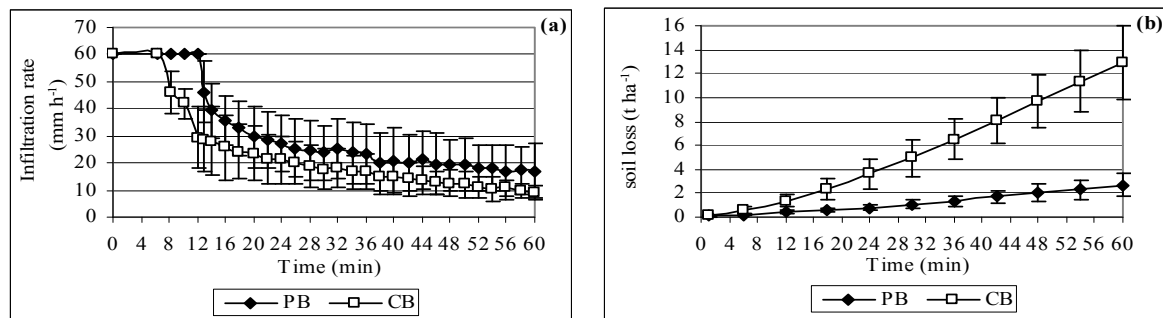 (a)
Infiltration rate
(mm h-1)
70
60
50
40
30
20
10
0
0 4 8 12 16 20 24 28 32 36 40 44 48 52 56 60
Time (min)
PB CB
(b)
soil loss (t ha-1)
16
14
12
10
8
6
4
2
0
0 4 8 12 16 20 24 28 32 36 40 44 48 52 56 60
Time (min)
PB CB